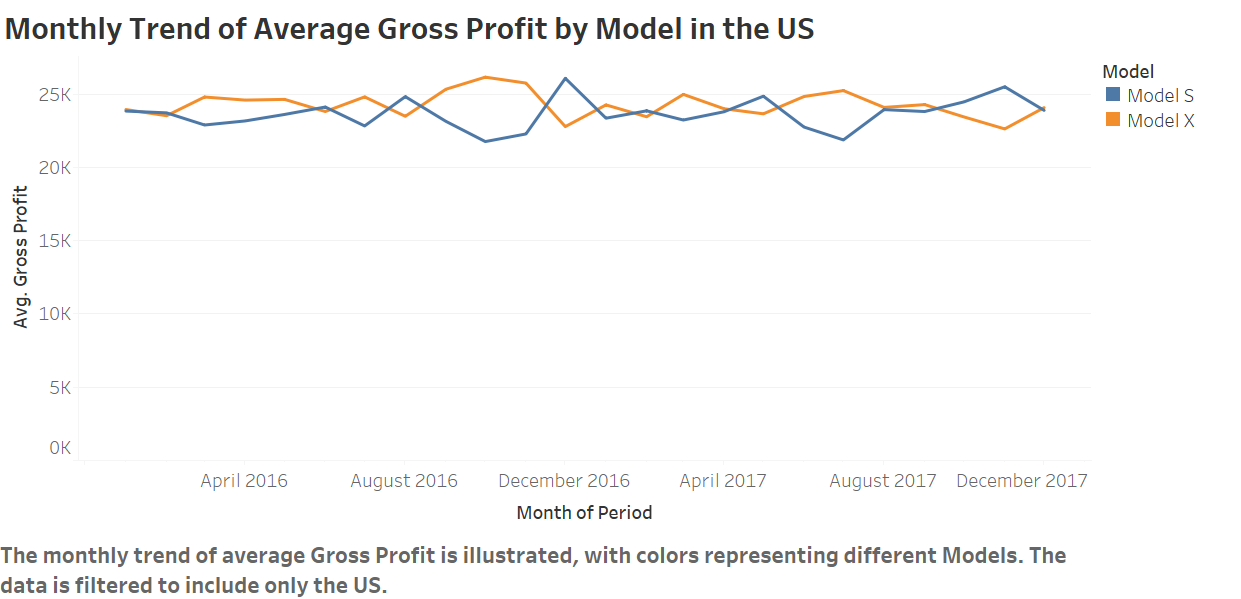 Monthly Trend of Average Gross Profit by Model in the US
Model
Model S
Model X
Avg. Gross Profit
25K
20K
15K
10K
5K
0K
April 2016
August 2016
December 2016
April 2017
August 2017
December 2017
Month of Period
The monthly trend of average Gross Profit is illustrated, with colors representing different Models. The
data is filtered to include only the US.